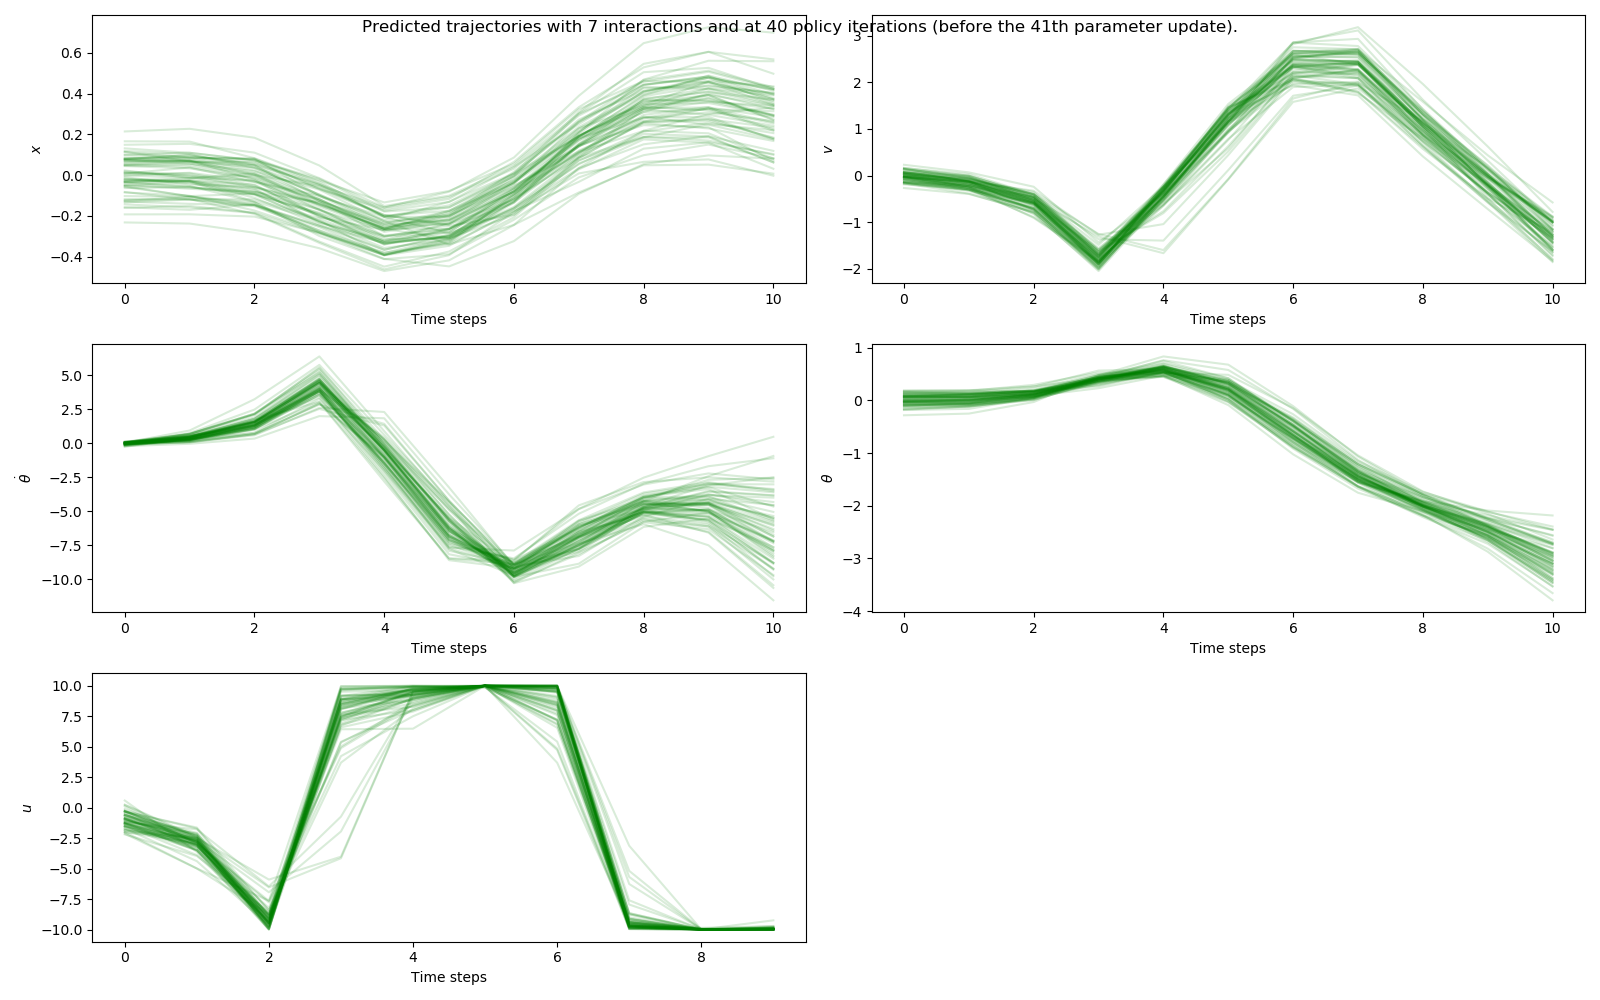 Predicted trajectories with 7 interactions and at 40 policy iterations (before the 41th parameter update).
0.6
0.4
0.2
0.0
−0.2
−0.4
x
0 2 4 6 8 10
Time steps
3
2
1
0
−1
−2
v
0 2 4 6 8 10
Time steps
5.0
2.5
0.0
−2.5
−5.0
−7.5
−10.0
θ̇
0 2 4 6 8 10
Time steps
1
0
−1
−2
−3
−4
θ
0 2 4 6 8 10
Time steps
10.0
7.5
5.0
2.5
0.0
−2.5
−5.0
−7.5
−10.0
u
0 2 4 6 8
Time steps